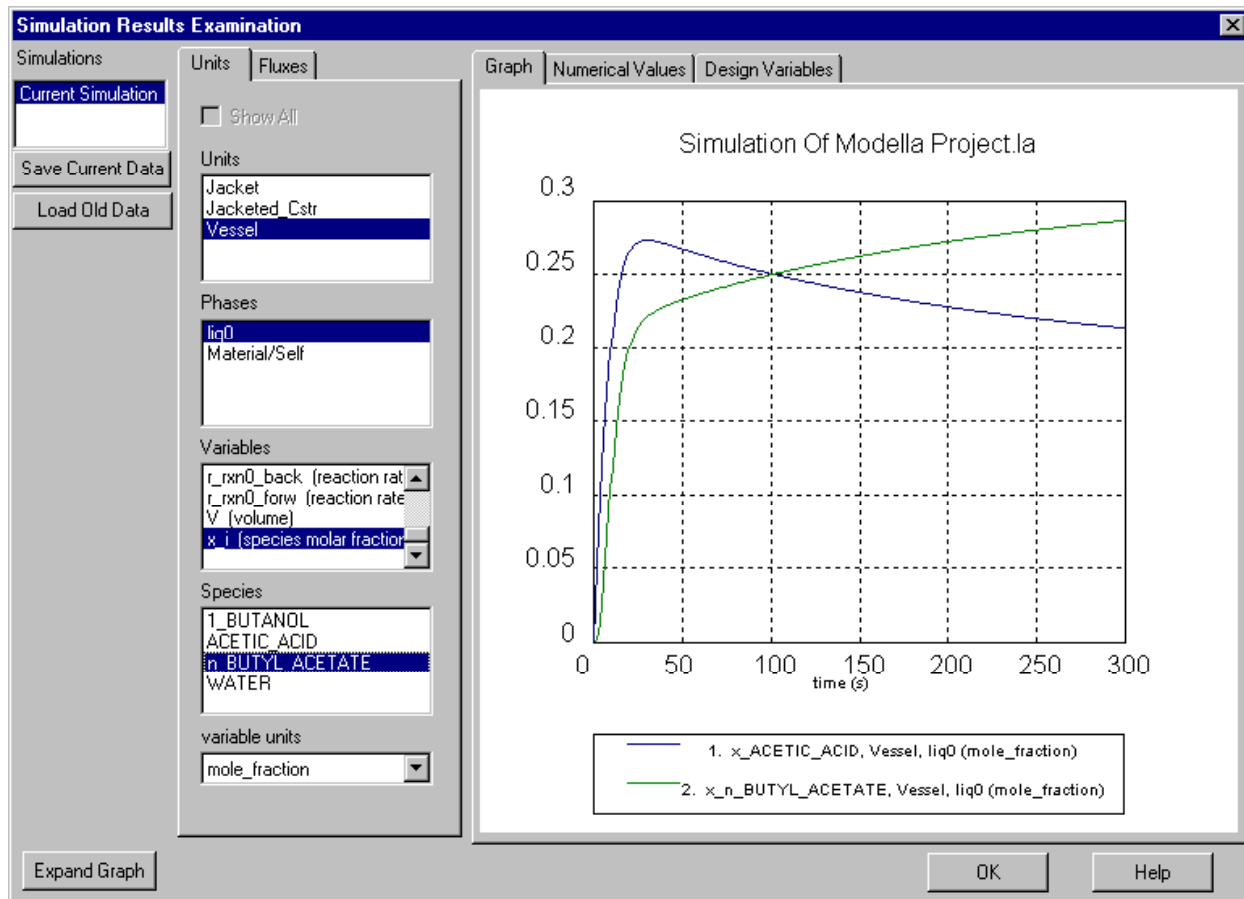 Simulation Results Examination
Simulations
Current Simulation
Save Current Data
Load Old Data
Units
Fluxes
Show All
Units
Jacket
Jacketed_Cstr
Vessel
Phases
liq0
Material/Self
Variables
r_rxn0_back (reaction rat
r_rxn0_forw (reaction rate
V (volume)
x_i (species molar fraction
Species
1_BUTANOL
ACETIC_ACID
n_BUTYL_ACETATE
WATER
variable units
mole_fraction
Expand Graph
Graph
Numerical Values
Design Variables
Simulation Of Modella Project.la
0.3
0.25
0.2
0.15
0.1
0.05
0
0 50 100 150 200 250 300
time (s)
1. x_ACETIC_ACID, Vessel, liq0 (mole_fraction)
2. x_n_BUTYL_ACETATE, Vessel, liq0 (mole_fraction)
OK
Help